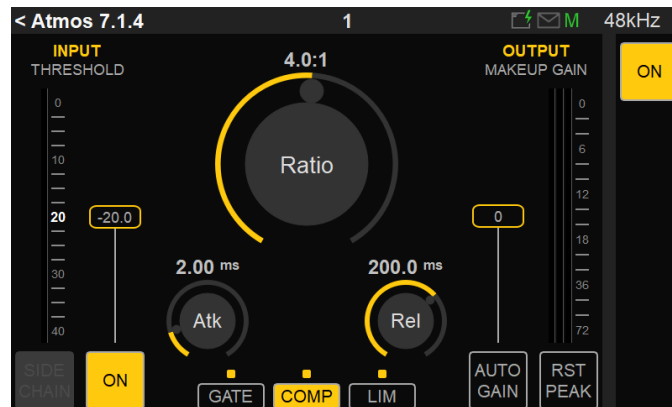 < Atmos 7.1.4
1
M
48kHz
INPUT
THRESHOLD
4.0:1
OUTPUT
MAKEUP GAIN
ON
0
10
20
30
40
-20.0
Ratio
0
0
6
12
18
36
72
2.00 ms
Atk
200.0 ms
Rel
SIDE
CHAIN
ON
GATE
COMP
LIM
AUTO
GAIN
RST
PEAK